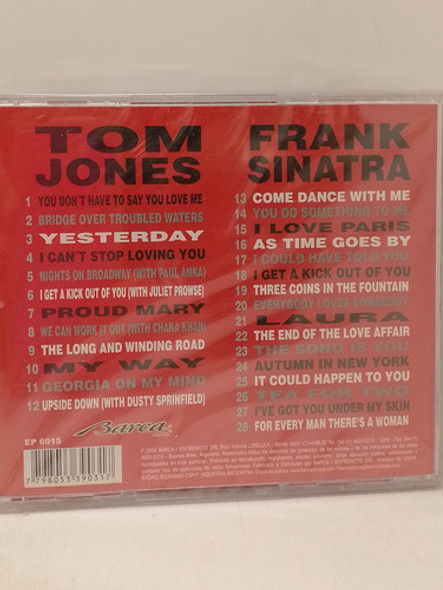 TOM
JONES
1 YOU DON'T HAVE TO SAY YOU LOVE ME
2 BRIDGE OVER TROUBLED WATERS
3 YESTERDAY
4 I CAN'T STOP LOVING YOU
5 NIGHTS ON BROADWAY (WITH PAUL ANKA)
6 I GET A KICK OUT OF YOU (WITH JULIET PROWSE)
7 PROUD MARY
8 WE CAN WORK IT OUT (WITH CHAKA KHAN)
9 THE LONG AND WINDING ROAD
10 MY WAY
11 GEORGIA ON MY MIND
12 UPSIDE DOWN (WITH DUSTY SPRINFIELD)
FRANK
SINATRA
13 COME DANCE WITH ME
14 YOU DO SOMETHING TO ME
15 I LOVE PARIS
16 AS TIME GOES BY
17 I COULD HAVE TOLD YOU
18 I GET A KICK OUT OF YOU
19 THREE COINS IN THE FOUNTAIN
20 EVERYBODY LOVES SOMEBODY
21 LAURA
22 THE END OF THE LOVE AFFAIR
23 THE SONG IS YOU
24 AUTUMN IN NEW YORK
25 IT COULD HAPPEN TO YOU
26 TEA FOR TWO
27 I'VE GOT YOU UNDER MY SKIN
28 FOR EVERY MAN THERE'S A WOMAN
EP 6015
Barca
7 798053 390317
INDUSTRIA ARGENTINA